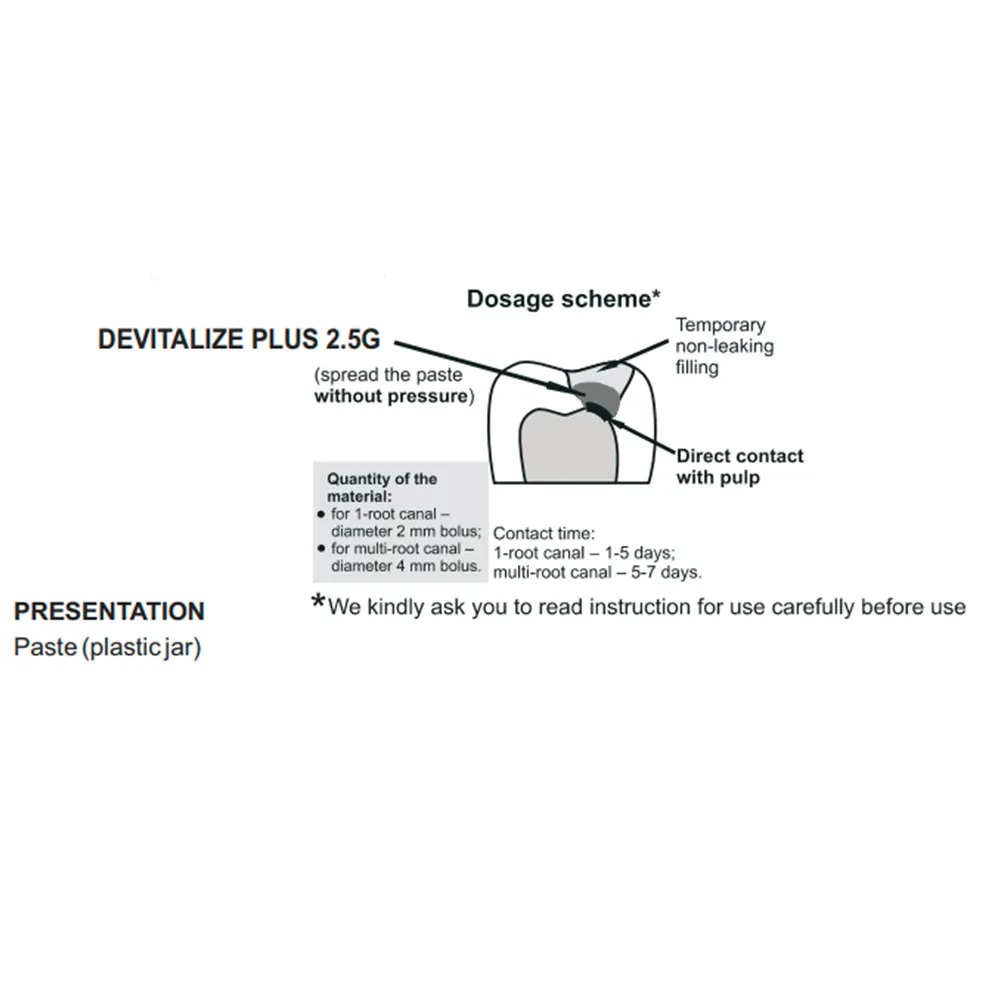 Dosage scheme*
DEVITALIZE PLUS 2.5G
(spread the paste
without pressure)
Temporary
non-leaking
filling
Direct contact
with pulp
Quantity of the
material:
● for 1-root canal –
diameter 2 mm bolus;
● for multi-root canal –
diameter 4 mm bolus.
Contact time:
1-root canal – 1-5 days;
multi-root canal – 5-7 days.
*We kindly ask you to read instruction for use carefully before use
PRESENTATION
Paste (plastic jar)